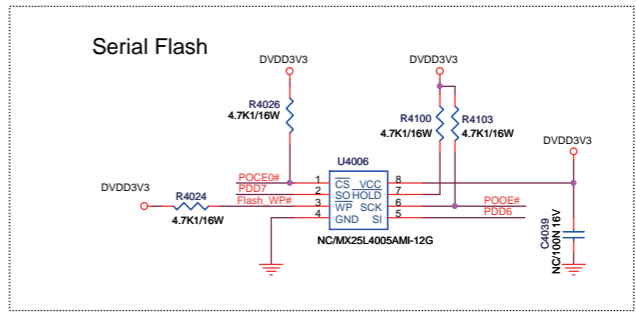 Serial Flash
DVDD3V3
DVDD3V3
R4026
4.7K1/16W
R4100
4.7K1/16W
R4103
4.7K1/16W
DVDD3V3
U4006
POCE0#
1
CS
VCC
8
PDD7
2
SO
HOLD
7
DVDD3V3
R4024
4.7K1/16W
Flash_WP#
3
WP
SCK
6
POOE#
4
GND
SI
5
PDD6
NC/MX25L4005AMI-12G
C4039
NC/100N 16V